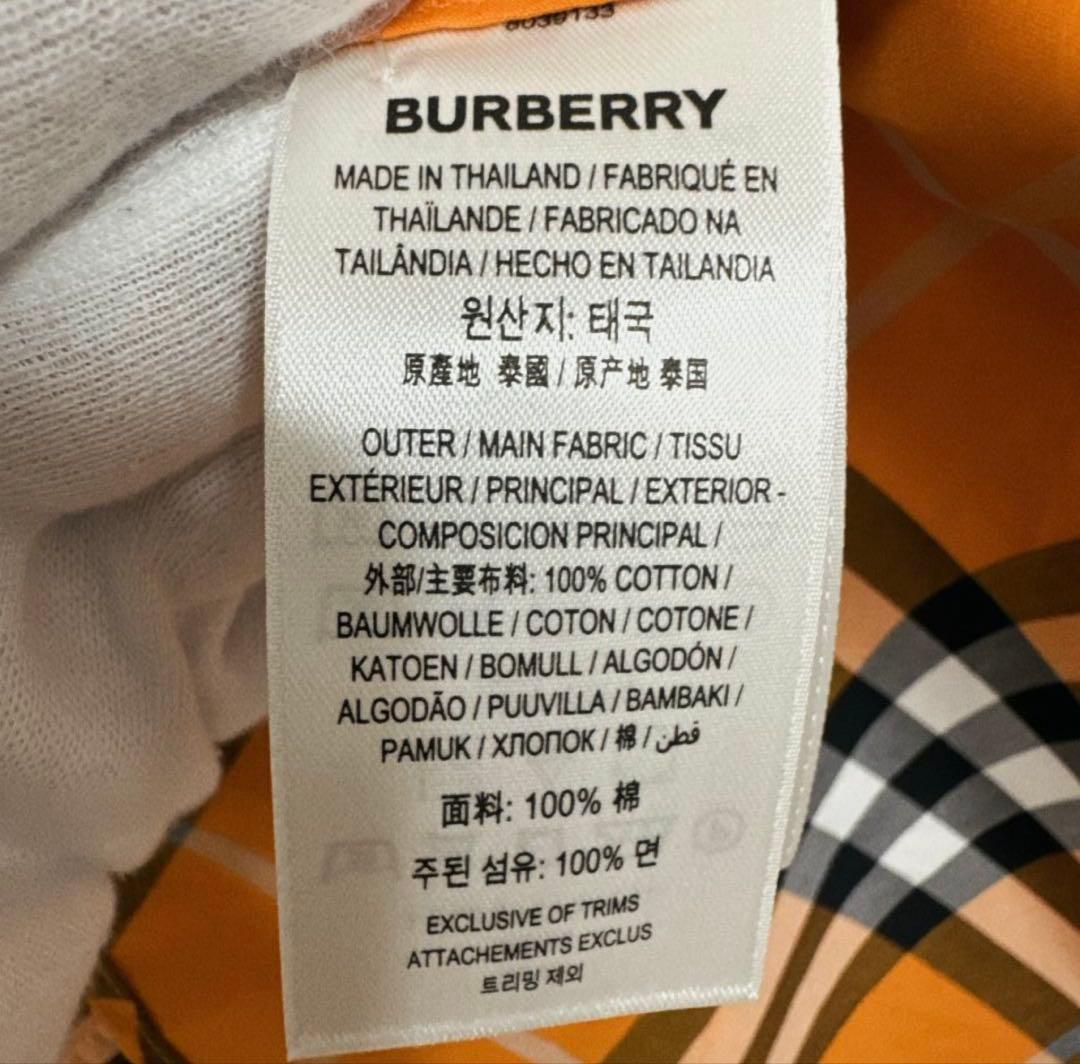 8039133
BURBERRY
MADE IN THAILAND / FABRIQUÉ EN
THAÏLANDE / FABRICADO NA
TAILÂNDIA / HECHO EN TAILANDIA
원산지: 태국
原產地 泰國 / 原产地 泰国
OUTER / MAIN FABRIC / TISSU
EXTÉRIEUR / PRINCIPAL / EXTERIOR -
COMPOSICION PRINCIPAL /
外部/主要布料: 100% COTTON /
BAUMWOLLE / COTON / COTONE /
KATOEN / BOMULL / ALGODÓN /
ALGODÃO / PUUVILLA / BAMBAKI /
PAMUK / ХЛОПОК / 棉 / قطن
面料: 100% 棉
주된 섬유: 100% 면
EXCLUSIVE OF TRIMS
ATTACHEMENTS EXCLUS
트리밍 제외